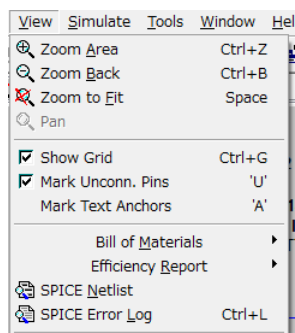 View Simulate Tools Window Hel
Zoom Area Ctrl+Z
Zoom Back Ctrl+B
Zoom to Fit Space
Pan
Show Grid Ctrl+G
Mark Unconn. Pins 'U'
Mark Text Anchors 'A'
Bill of Materials
Efficiency Report
SPICE Netlist
SPICE Error Log Ctrl+L